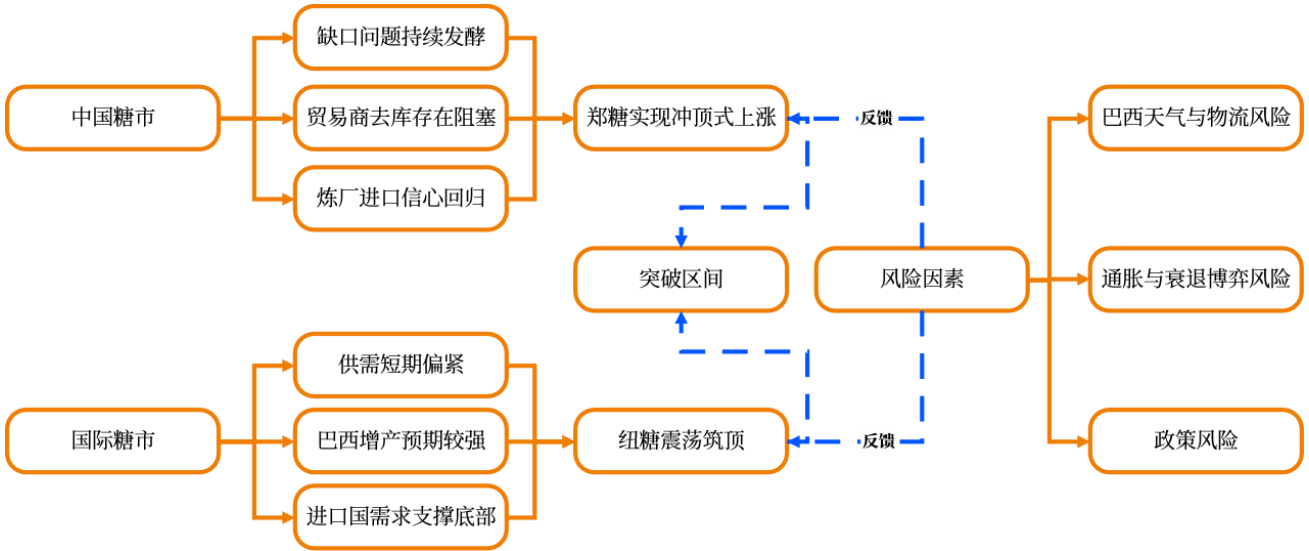 中国糖市
缺口问题持续发酵
贸易商去库存在阻塞
炼厂进口信心回归
郑糖实现冲顶式上涨
反馈
巴西天气与物流风险
突破区间
风险因素
通胀与衰退博弈风险
国际糖市
供需短期偏紧
巴西增产预期较强
进口国需求支撑底部
纽糖震荡筑顶
反馈
政策风险